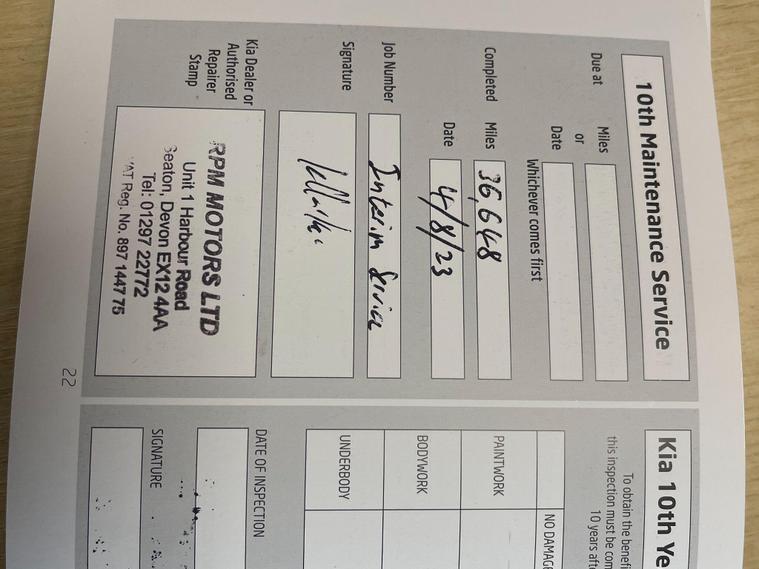 10th Maintenance Service
Due at Miles
or
Date
Whichever comes first
Completed Miles 36,648
Date 4/8/23
Job Number Interim Service
Signature
Kia Dealer or
Authorised
Repairer
Stamp
RPM MOTORS LTD
Unit 1 Harbour Road
Seaton, Devon EX12 4AA
Tel: 01297 22772
VAT Reg. No. 897 1447 75
22
Kia 10th Ye
To obtain the benefi
this inspection must be com
10 years afte
NO DAMAGE
PAINTWORK
BODYWORK
UNDERBODY
DATE OF INSPECTION
SIGNATURE